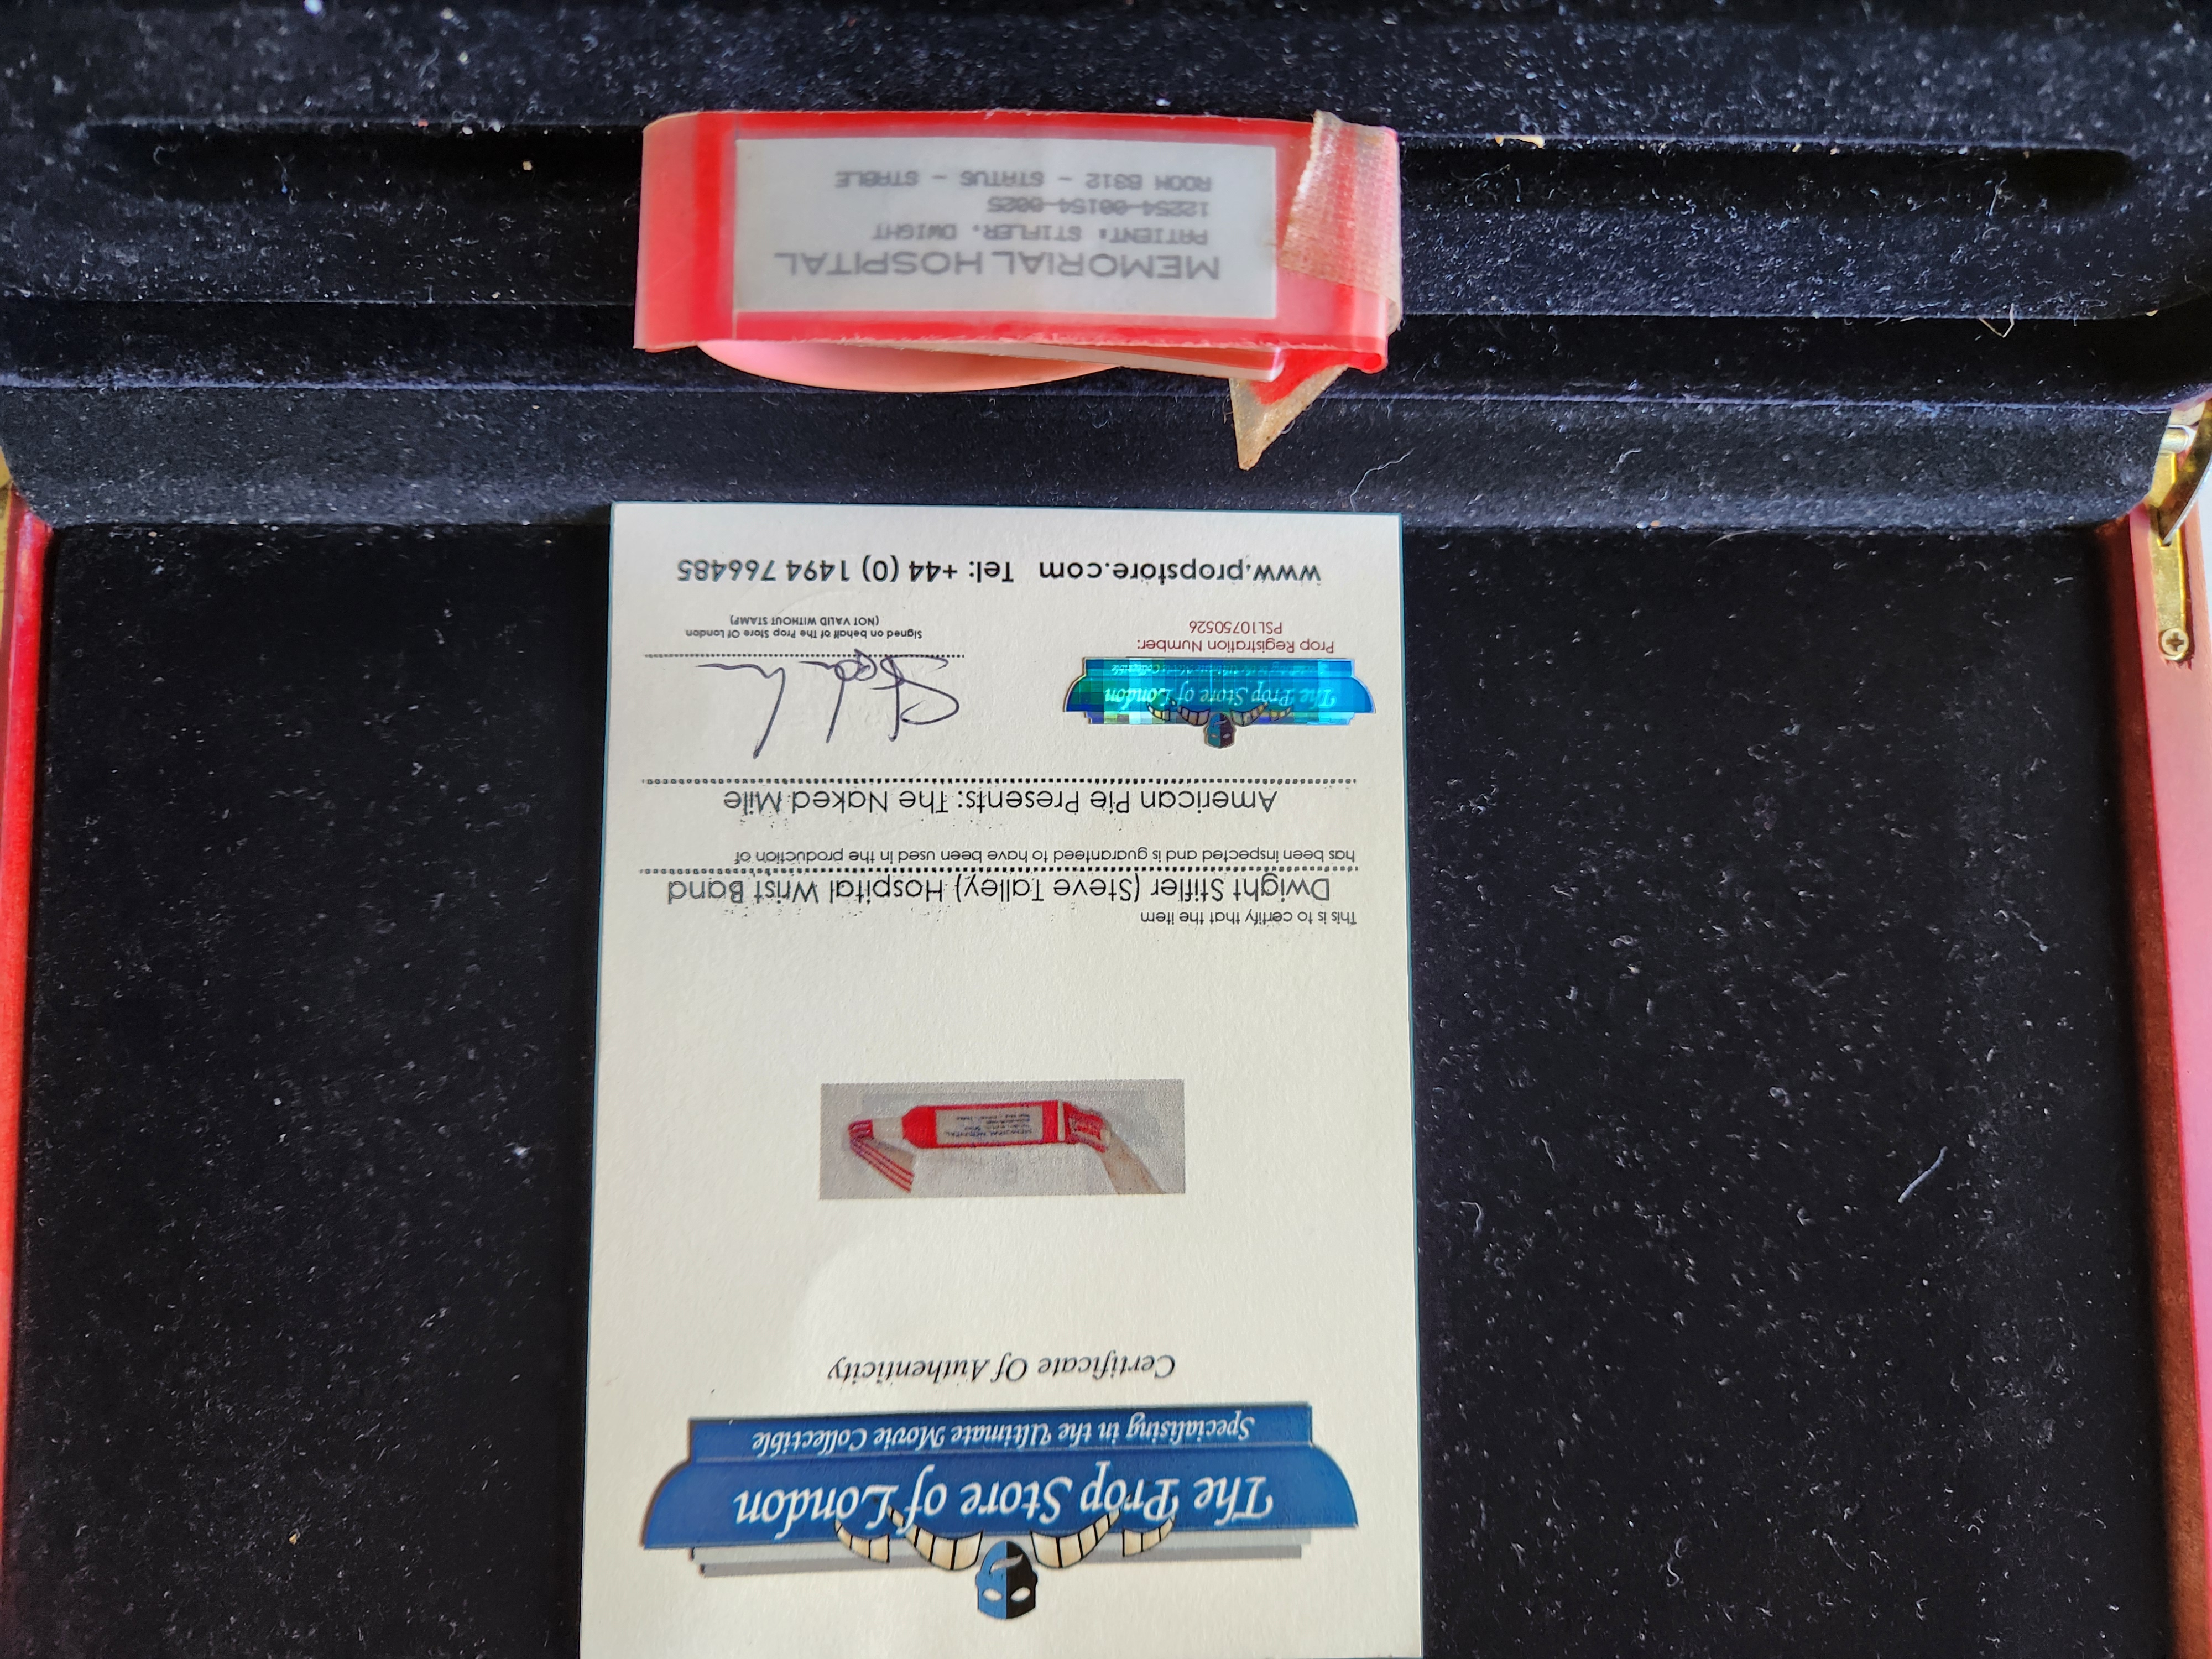 MEMORIAL HOSPITAL
PATIENT: STIFLER, DWIGHT
12254-00154-0025
ROOM B312 - STATUS - STABLE
The Prop Store of London
Specialising in the Ultimate Movie Collectible
Certificate Of Authenticity
MEMORIAL HOSPITAL
This is to certify that the item
Dwight Stifler (Steve Talley) Hospital Wrist Band
has been inspected and is guaranteed to have been used in the production of
American Pie Presents: The Naked Mile
The Prop Store of London
Prop Registration Number:
PSL10750526
Signed on behalf of The Prop Store Of London
(NOT VALID WITHOUT STAMP)
www.propstore.com Tel: +44 (0) 1494 766485